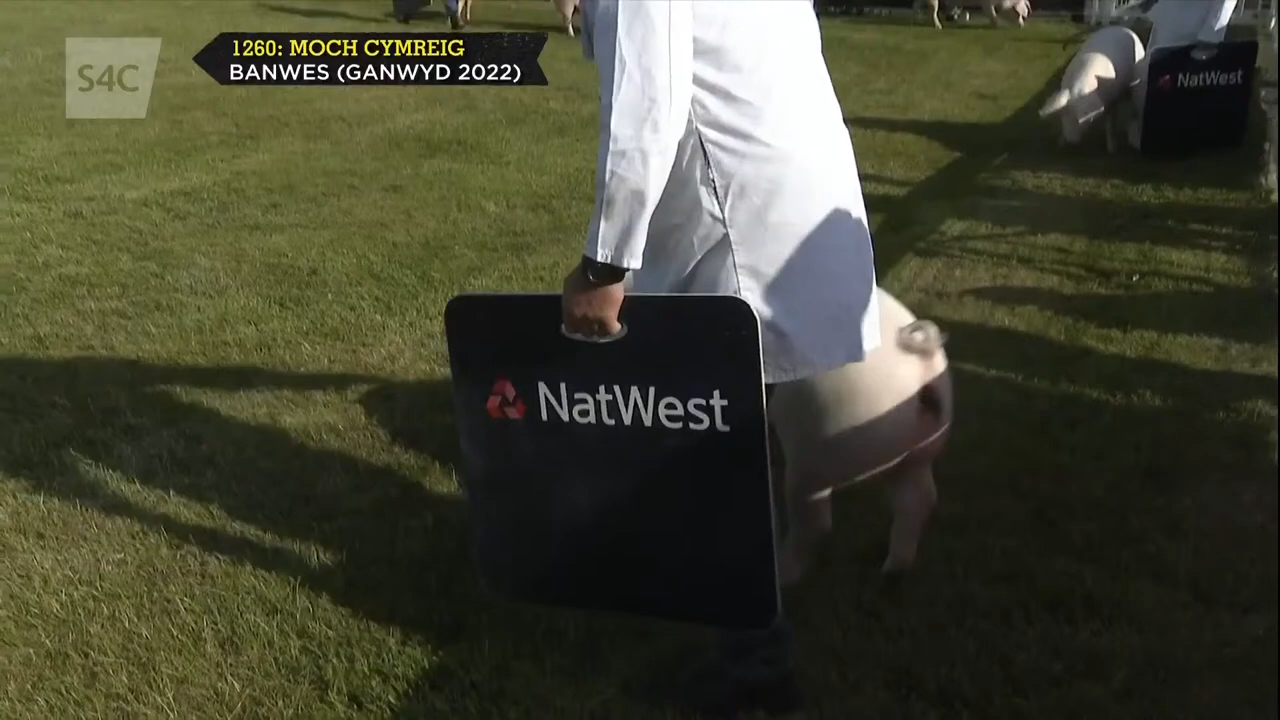 S4C
1260: MOCH CYMREIG
BANWES (GANWYD 2022)
NatWest
NatWest